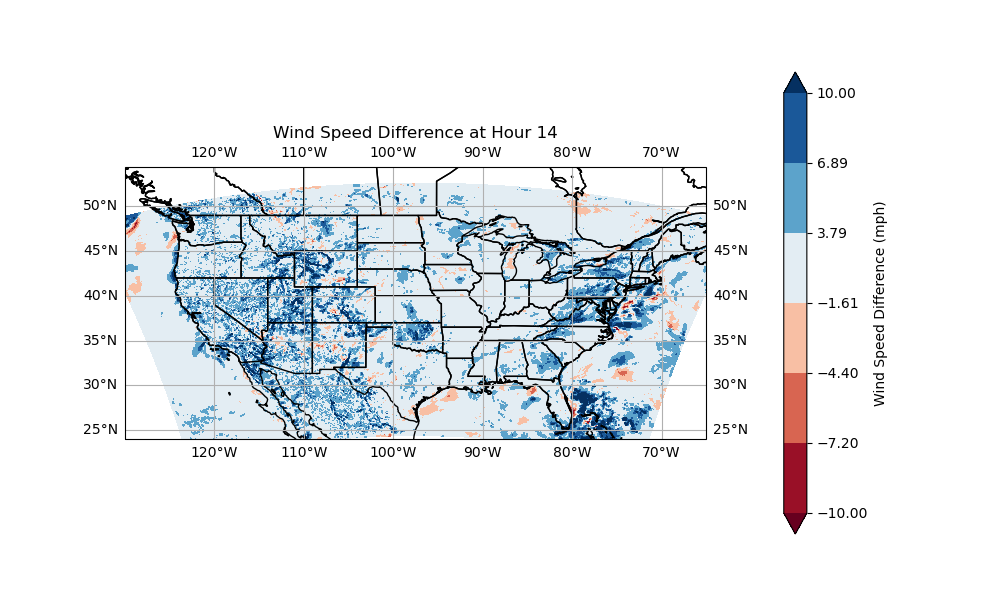 Wind Speed Difference at Hour 14
120°W 110°W 100°W 90°W 80°W 70°W
50°N 50°N
45°N 45°N
40°N 40°N
35°N 35°N
30°N 30°N
25°N 25°N
120°W 110°W 100°W 90°W 80°W 70°W
10.00
6.89
3.79
−1.61
−4.40
−7.20
−10.00
Wind Speed Difference (mph)